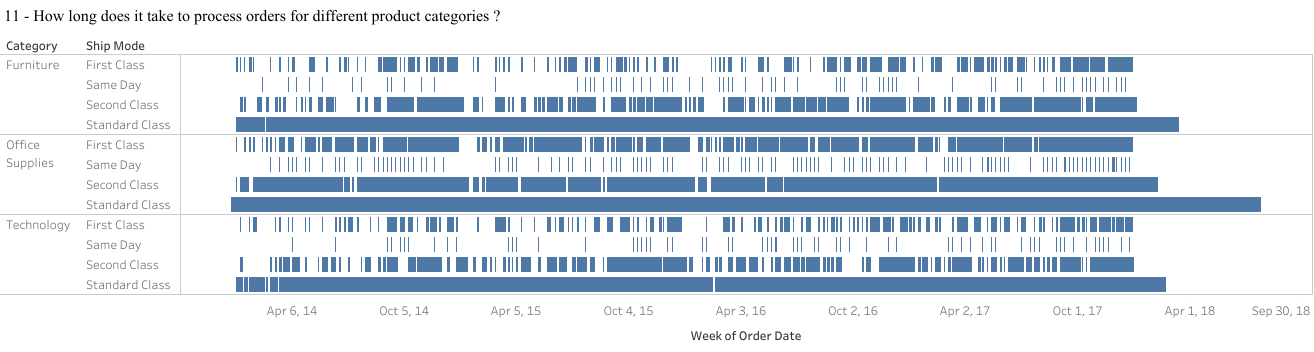 11 - How long does it take to process orders for different product categories ?
Category Ship Mode
Furniture First Class
Same Day
Second Class
Standard Class
Office Supplies First Class
Same Day
Second Class
Standard Class
Technology First Class
Same Day
Second Class
Standard Class
Apr 6, 14 Oct 5, 14 Apr 5, 15 Oct 4, 15 Apr 3, 16 Oct 2, 16 Apr 2, 17 Oct 1, 17 Apr 1, 18 Sep 30, 18
Week of Order Date